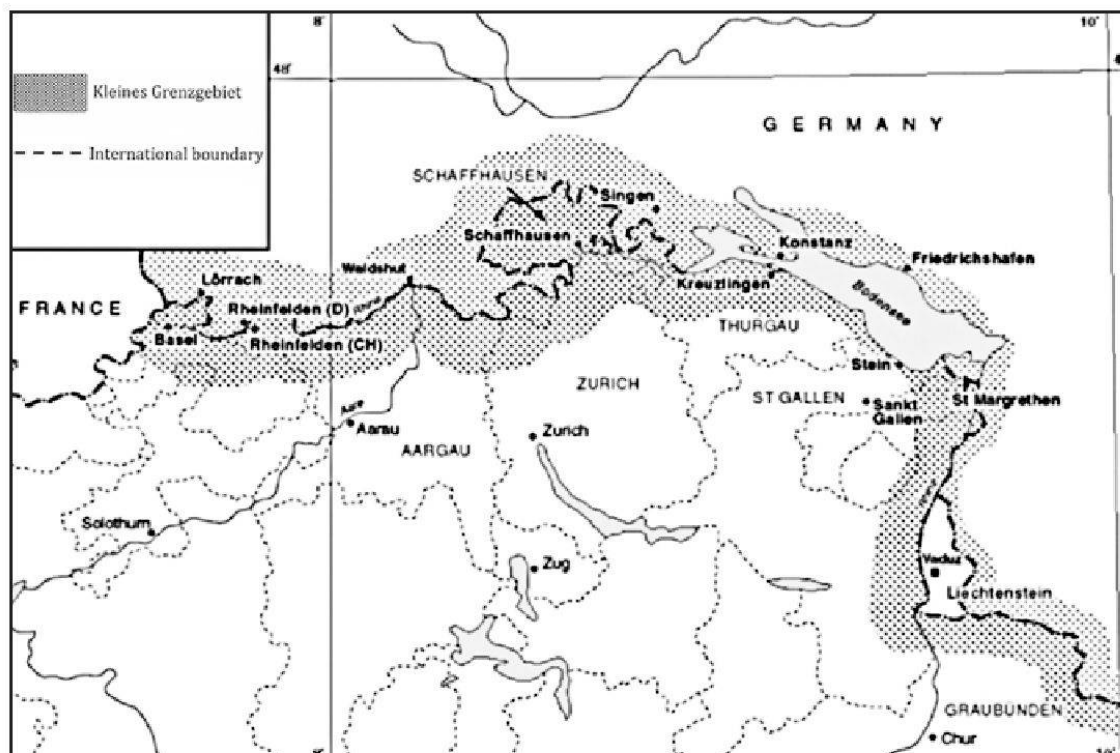 8°
10°
48°
Kleines Grenzgebiet
International boundary
GERMANY
SCHAFFHAUSEN
Singen
Schaffhausen
Konstanz
Friedrichshafen
Kreuzlingen
Bodensee
Waldshut
Lörrach
FRANCE
Rheinfelden (D)
Basel
Rheinfelden (CH)
THURGAU
Stein
ZURICH
ST GALLEN
Sankt
Gallen
St Margrethen
Aare
Aarau
Zurich
AARGAU
Solothurn
Zug
Vaduz
Liechtenstein
GRAUBÜNDEN
Chur